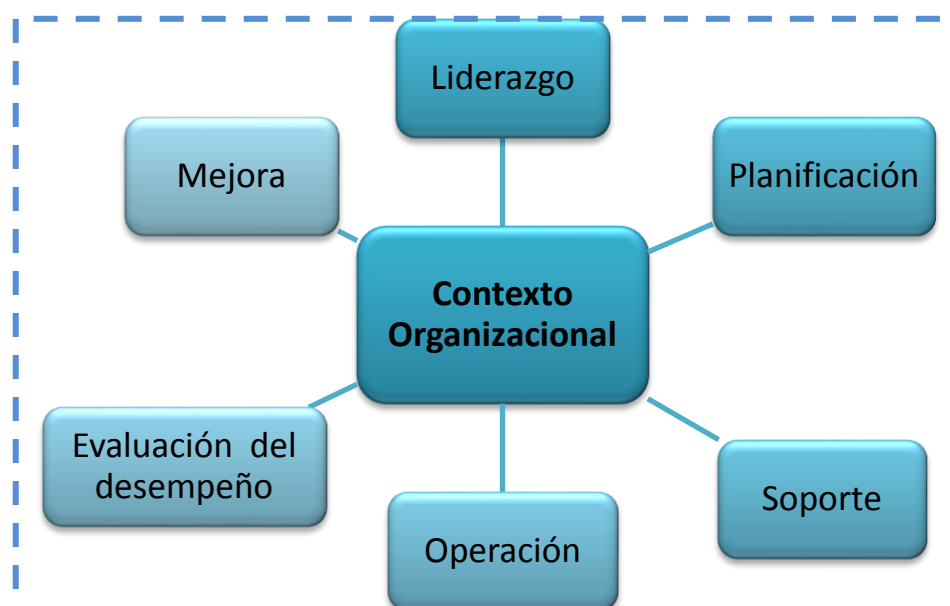 Liderazgo
Mejora
Planificación
Contexto
Organizacional
Evaluación del
desempeño
Soporte
Operación